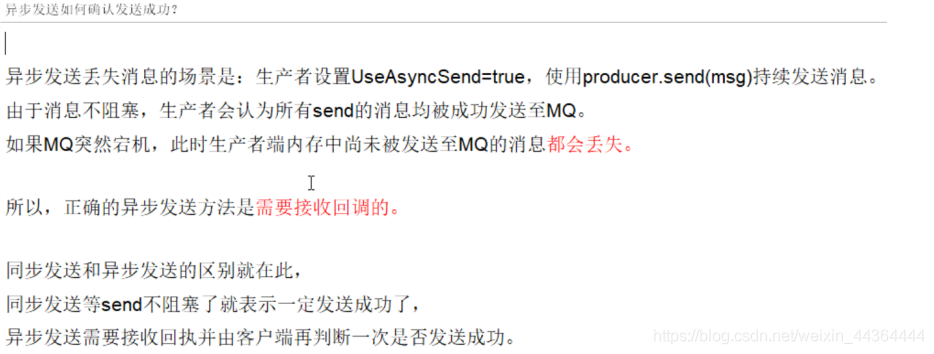 异步发送如何确认发送成功？
异步发送丢失消息的场景是：生产者设置UseAsyncSend=true，使用producer.send(msg)持续发送消息。
由于消息不阻塞，生产者会认为所有send的消息均被成功发送至MQ。
如果MQ突然宕机，此时生产者端内存中尚未被发送至MQ的消息都会丢失。
所以，正确的异步发送方法是需要接收回调的。
同步发送和异步发送的区别就在此，
同步发送等send不阻塞了就表示一定发送成功了，
异步发送需要接收回执并由客户端再判断一次是否发送成功。
https://blog.csdn.net/weixin_44364444